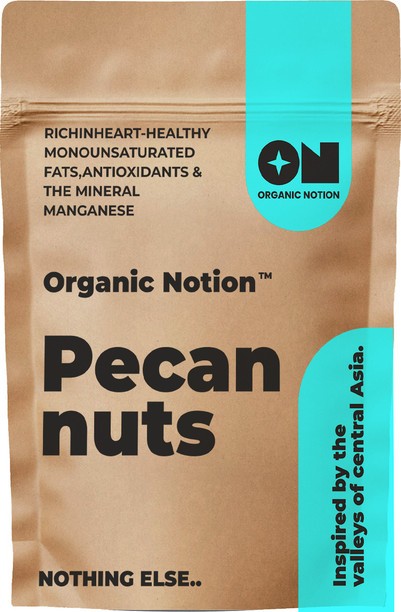 RICHINHEART-HEALTHY
MONOUNSATURATED
FATS,ANTIOXIDANTS &
THE MINERAL
MANGANESE
ON
ORGANIC NOTION
Organic Notion™
Pecan
nuts
Inspired by the
valleys of central Asia.
NOTHING ELSE..